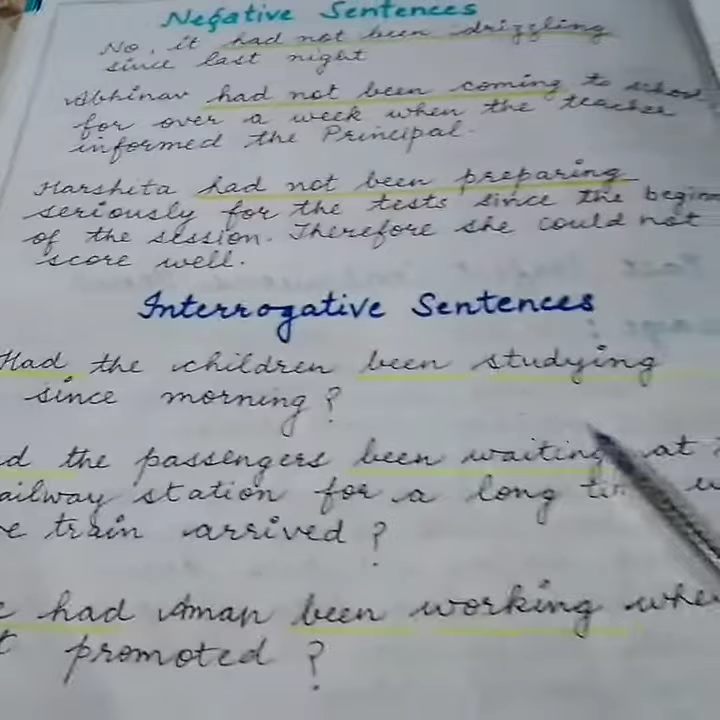 Negative Sentences
No, it had not been drizzling
since last night
Abhinav had not been coming to school
for over a week when the teacher
informed the Principal.
Harshita had not been preparing
seriously for the tests since the begin
of the session. Therefore she could not
score well.
Interrogative Sentences
Had the children been studying
since morning?
d the passengers been waiting at
ailway station for a long
e train arrived?
had Aman been working whe
promoted?